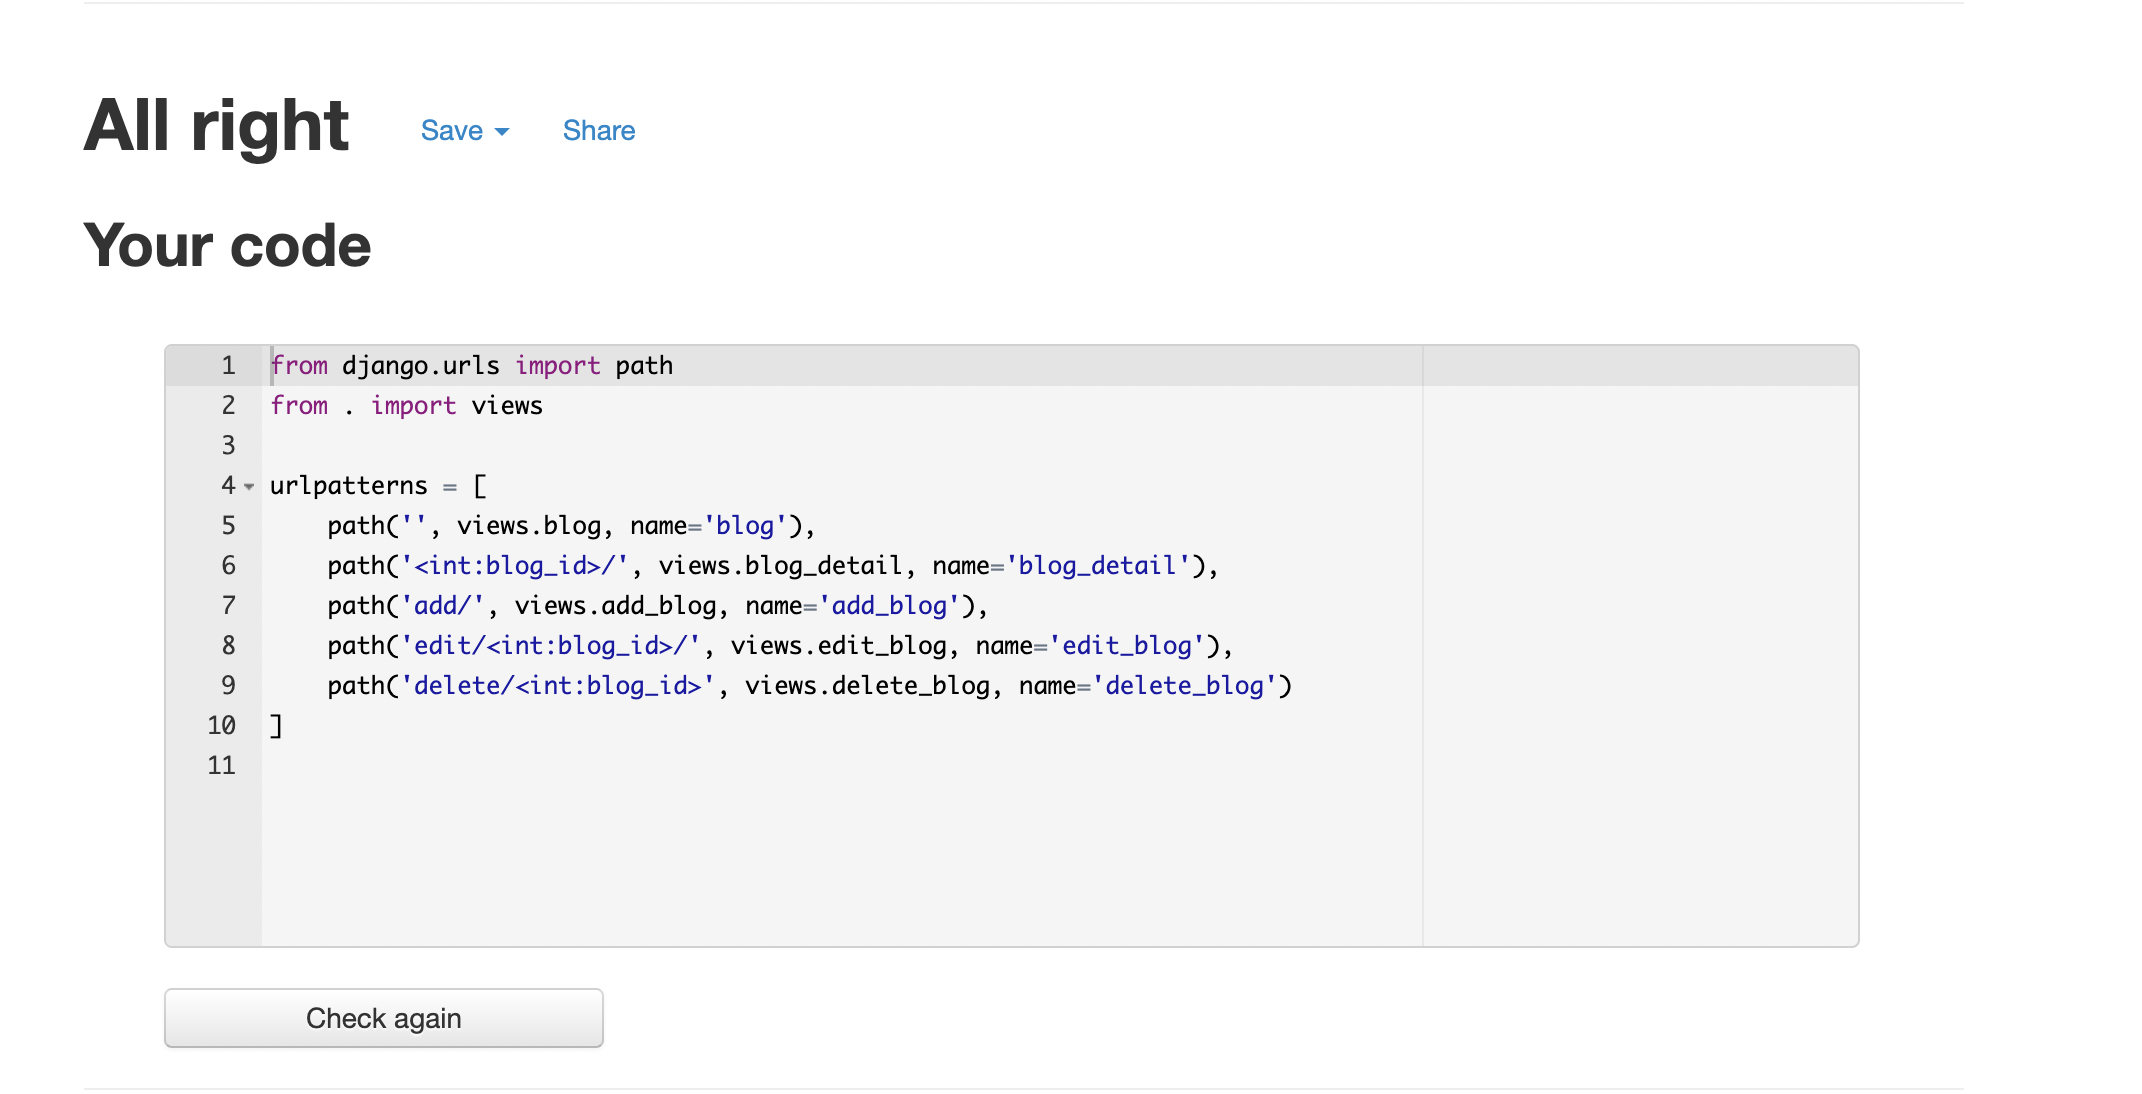 All right
Save
Share
Your code
1 from django.urls import path
2 from . import views
3
4 urlpatterns = [
5     path('', views.blog, name='blog'),
6     path('<int:blog_id>/', views.blog_detail, name='blog_detail'),
7     path('add/', views.add_blog, name='add_blog'),
8     path('edit/<int:blog_id>/', views.edit_blog, name='edit_blog'),
9     path('delete/<int:blog_id>', views.delete_blog, name='delete_blog')
10 ]
11
Check again